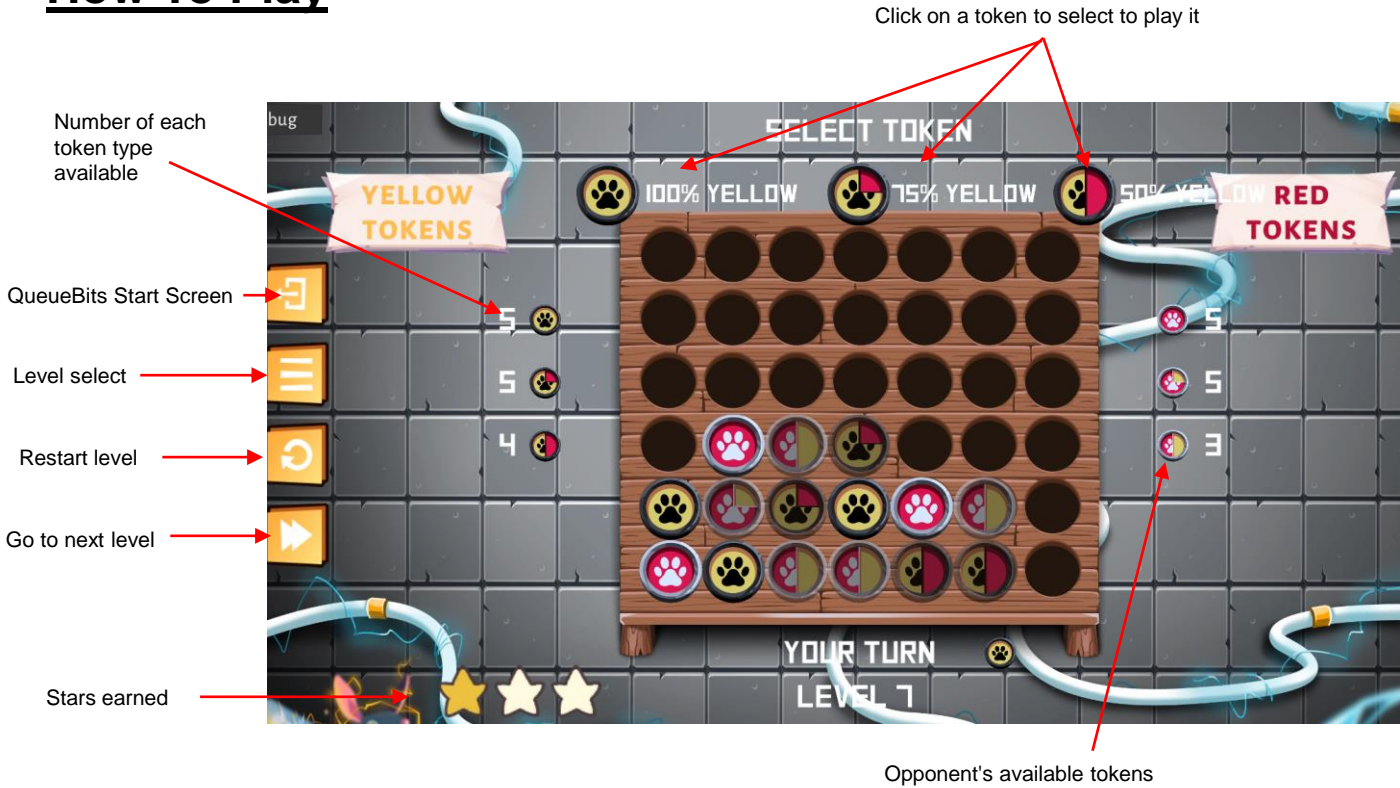 How To Play
Click on a token to select to play it
Number of each
token type
available
bug
SELECT TOKEN
YELLOW
TOKENS
100% YELLOW
75% YELLOW
50% YELLOW
RED
TOKENS
QueueBits Start Screen
5
5
Level select
5
5
Restart level
4
3
Go to next level
YOUR TURN
Stars earned
LEVEL 7
Opponent's available tokens